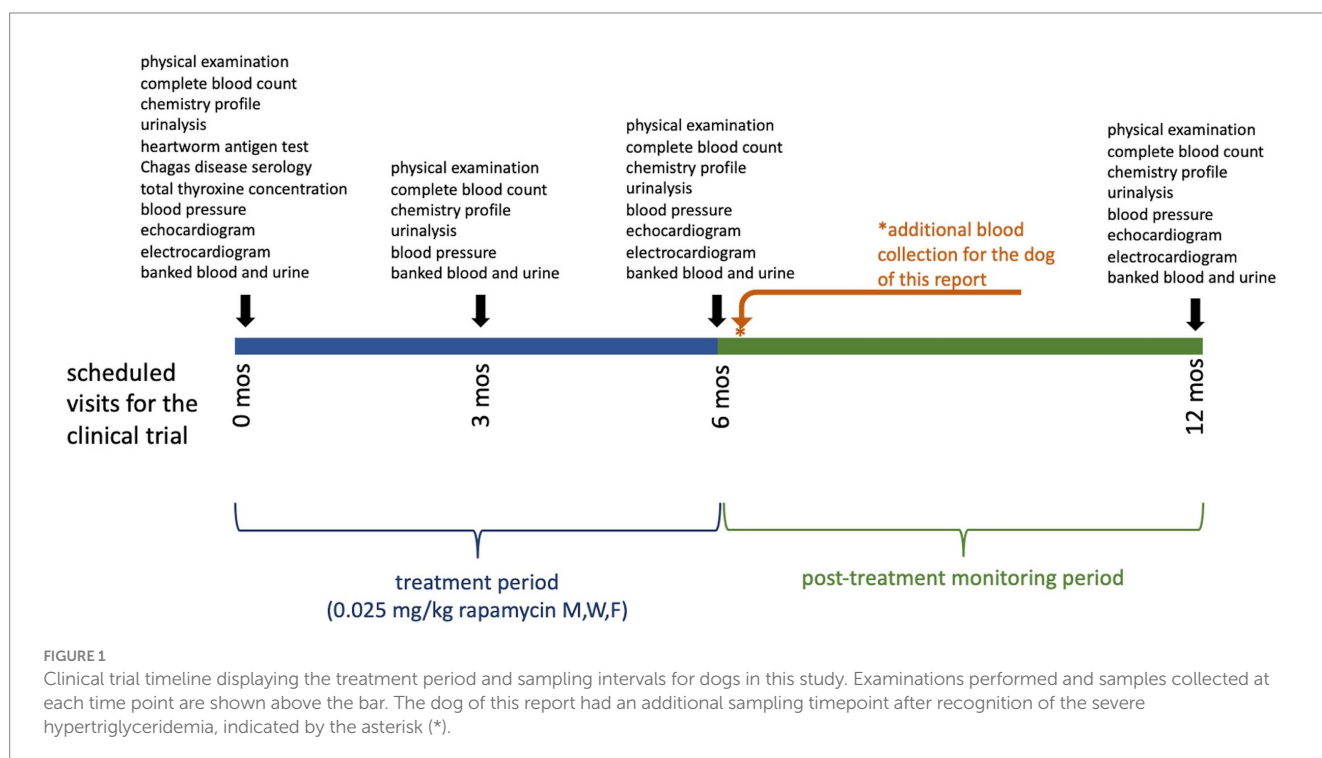 physical examination
complete blood count
chemistry profile
urinalysis
heartworm antigen test
Chagas disease serology
total thyroxine concentration
blood pressure
echocardiogram
electrocardiogram
banked blood and urine
physical examination
complete blood count
chemistry profile
urinalysis
blood pressure
banked blood and urine
physical examination
complete blood count
chemistry profile
urinalysis
blood pressure
echocardiogram
electrocardiogram
banked blood and urine
*additional blood
collection for the dog
of this report
*
physical examination
complete blood count
chemistry profile
urinalysis
blood pressure
echocardiogram
electrocardiogram
banked blood and urine
scheduled
visits for the
clinical trial
0 mos
3 mos
6 mos
12 mos
treatment period
(0.025 mg/kg rapamycin M,W,F)
post-treatment monitoring period
FIGURE 1
Clinical trial timeline displaying the treatment period and sampling intervals for dogs in this study. Examinations performed and samples collected at
each time point are shown above the bar. The dog of this report had an additional sampling timepoint after recognition of the severe
hypertriglyceridemia, indicated by the asterisk (*).